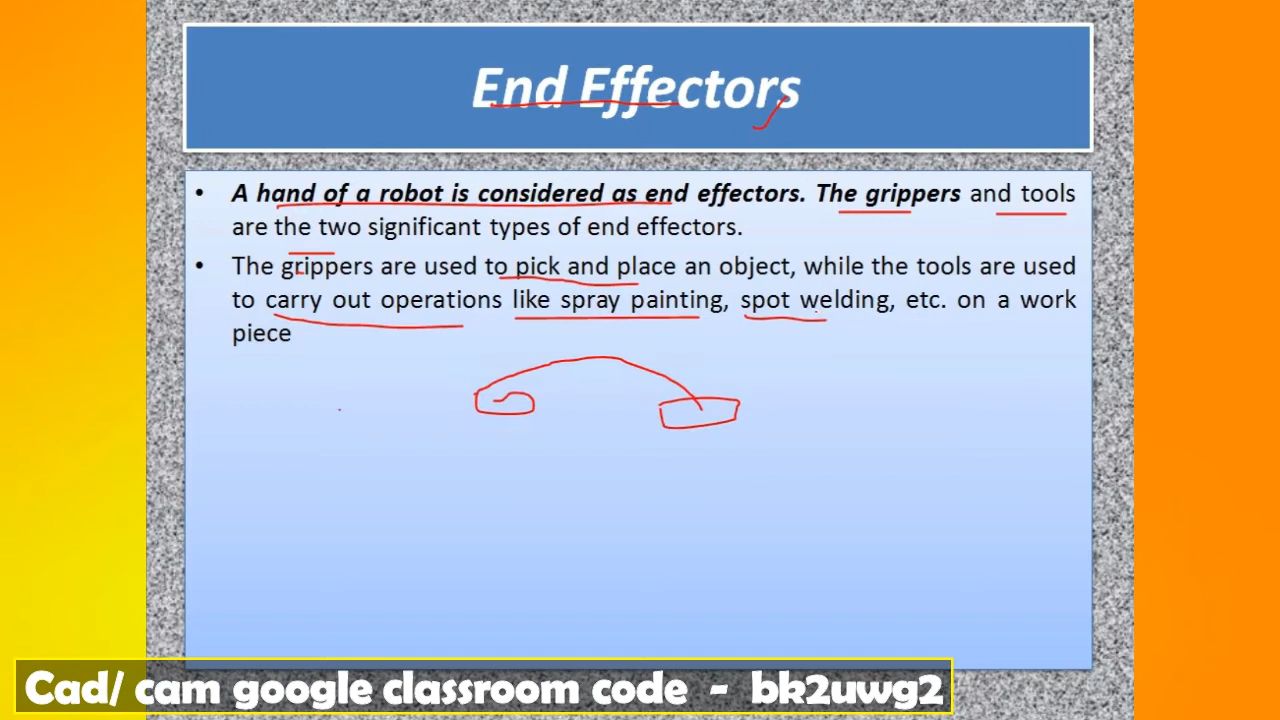 End Effectors
• A hand of a robot is considered as end effectors. The grippers and tools
are the two significant types of end effectors.
• The grippers are used to pick and place an object, while the tools are used
to carry out operations like spray painting, spot welding, etc. on a work
piece
Cad/ cam google classroom code - bk2uwg2